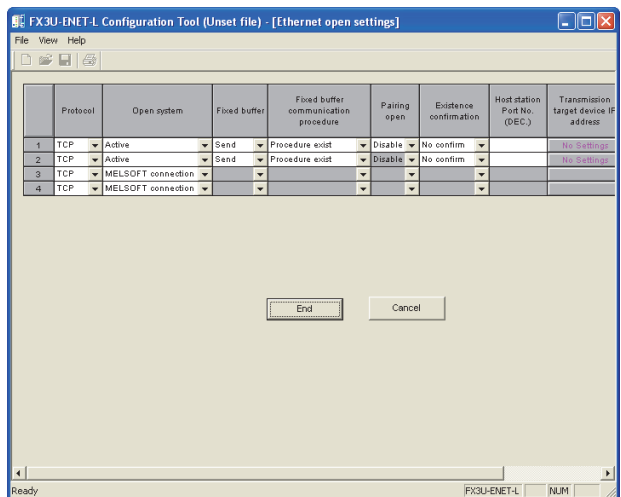 FX3U-ENET-L Configuration Tool (Unset file) - [Ethernet open settings]
File View Help
Protocol Open system Fixed buffer Fixed buffer communication procedure Pairing open Existence confirmation Host station Port No. (DEC.) Transmission target device IP address
1 TCP Active Send Procedure exist Disable No confirm No Settings
2 TCP Active Send Procedure exist Disable No confirm No Settings
3 TCP MELSOFT connection
4 TCP MELSOFT connection
End Cancel
Ready FX3U-ENET-L NUM